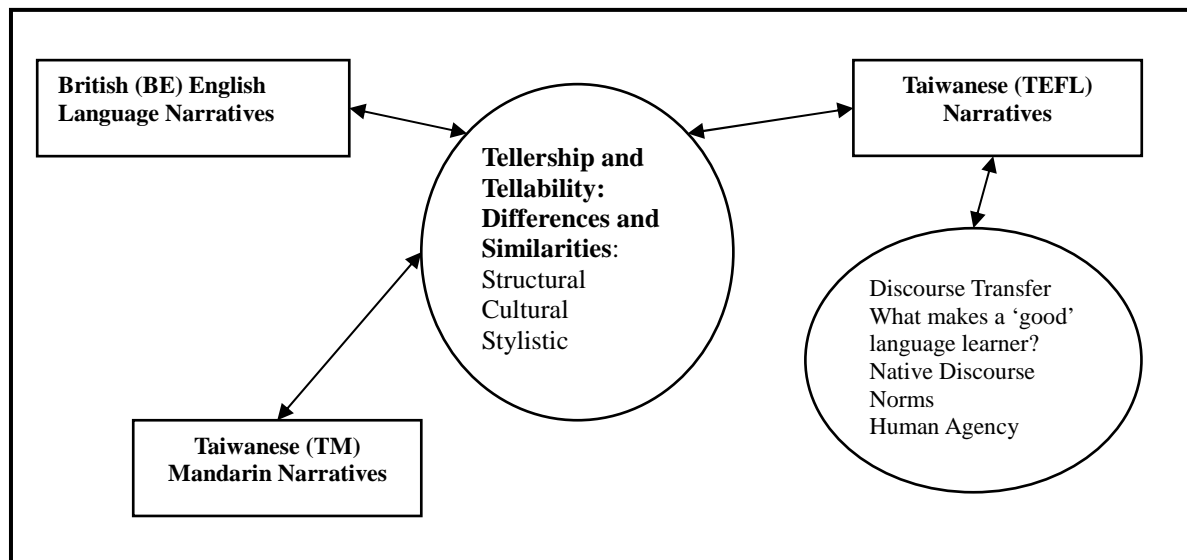 British (BE) English
Language Narratives
Taiwanese (TEFL)
Narratives
Tellership and
Tellability:
Differences and
Similarities:
Structural
Cultural
Stylistic
Discourse Transfer
What makes a ‘good’
language learner?
Native Discourse
Norms
Human Agency
Taiwanese (TM)
Mandarin Narratives